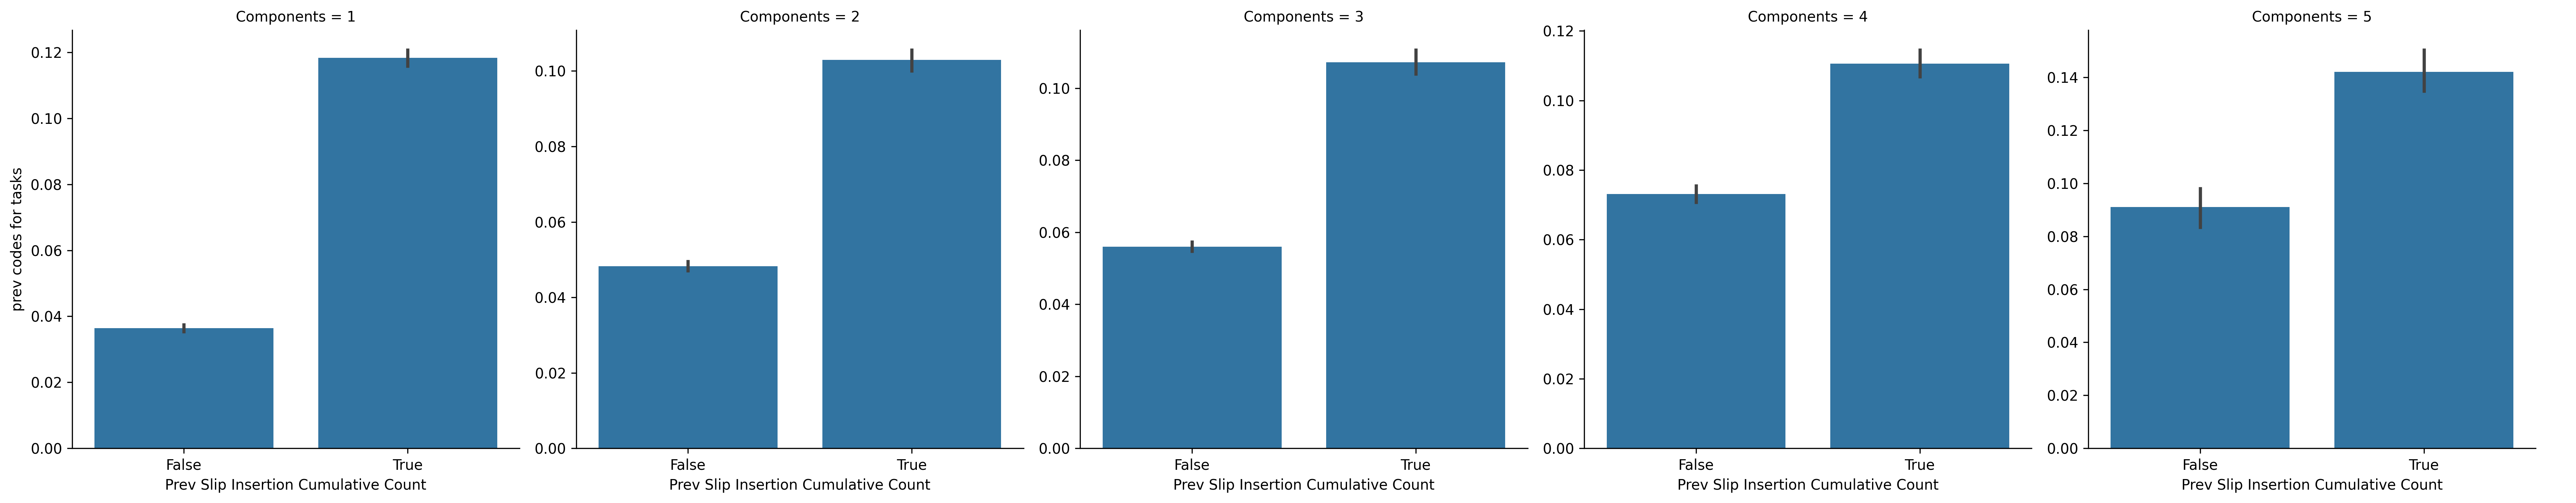 Components = 1
Components = 2
Components = 3
Components = 4
Components = 5
prev codes for tasks
0.12
0.10
0.08
0.06
0.04
0.02
0.00
False
True
Prev Slip Insertion Cumulative Count
0.10
0.08
0.06
0.04
0.02
0.00
False
True
Prev Slip Insertion Cumulative Count
0.10
0.08
0.06
0.04
0.02
0.00
False
True
Prev Slip Insertion Cumulative Count
0.12
0.10
0.08
0.06
0.04
0.02
0.00
False
True
Prev Slip Insertion Cumulative Count
0.14
0.12
0.10
0.08
0.06
0.04
0.02
0.00
False
True
Prev Slip Insertion Cumulative Count